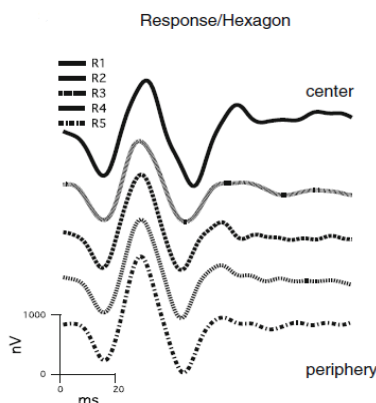 Response/Hexagon
R1
R2
R3
R4
R5
center
1000
nV
0
0
20
ms
periphery